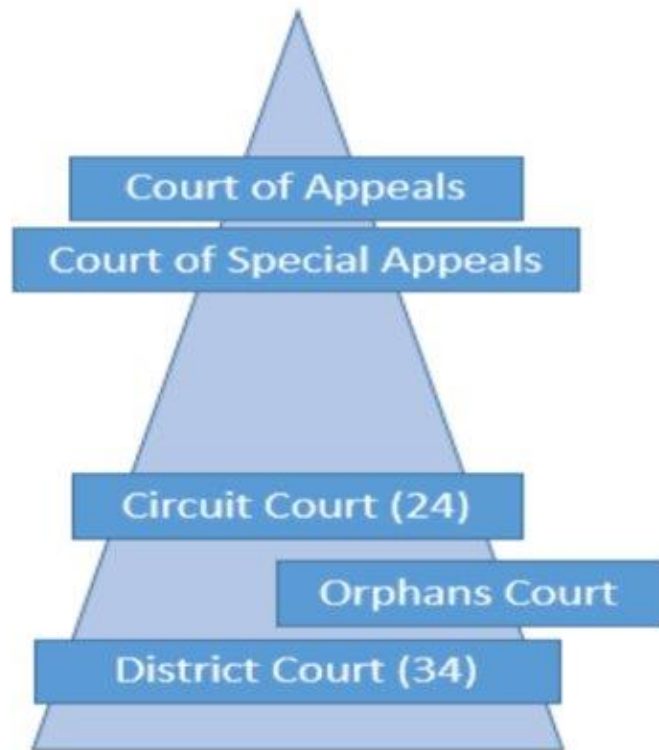 Court of Appeals
Court of Special Appeals
Circuit Court (24)
Orphans Court
District Court (34)